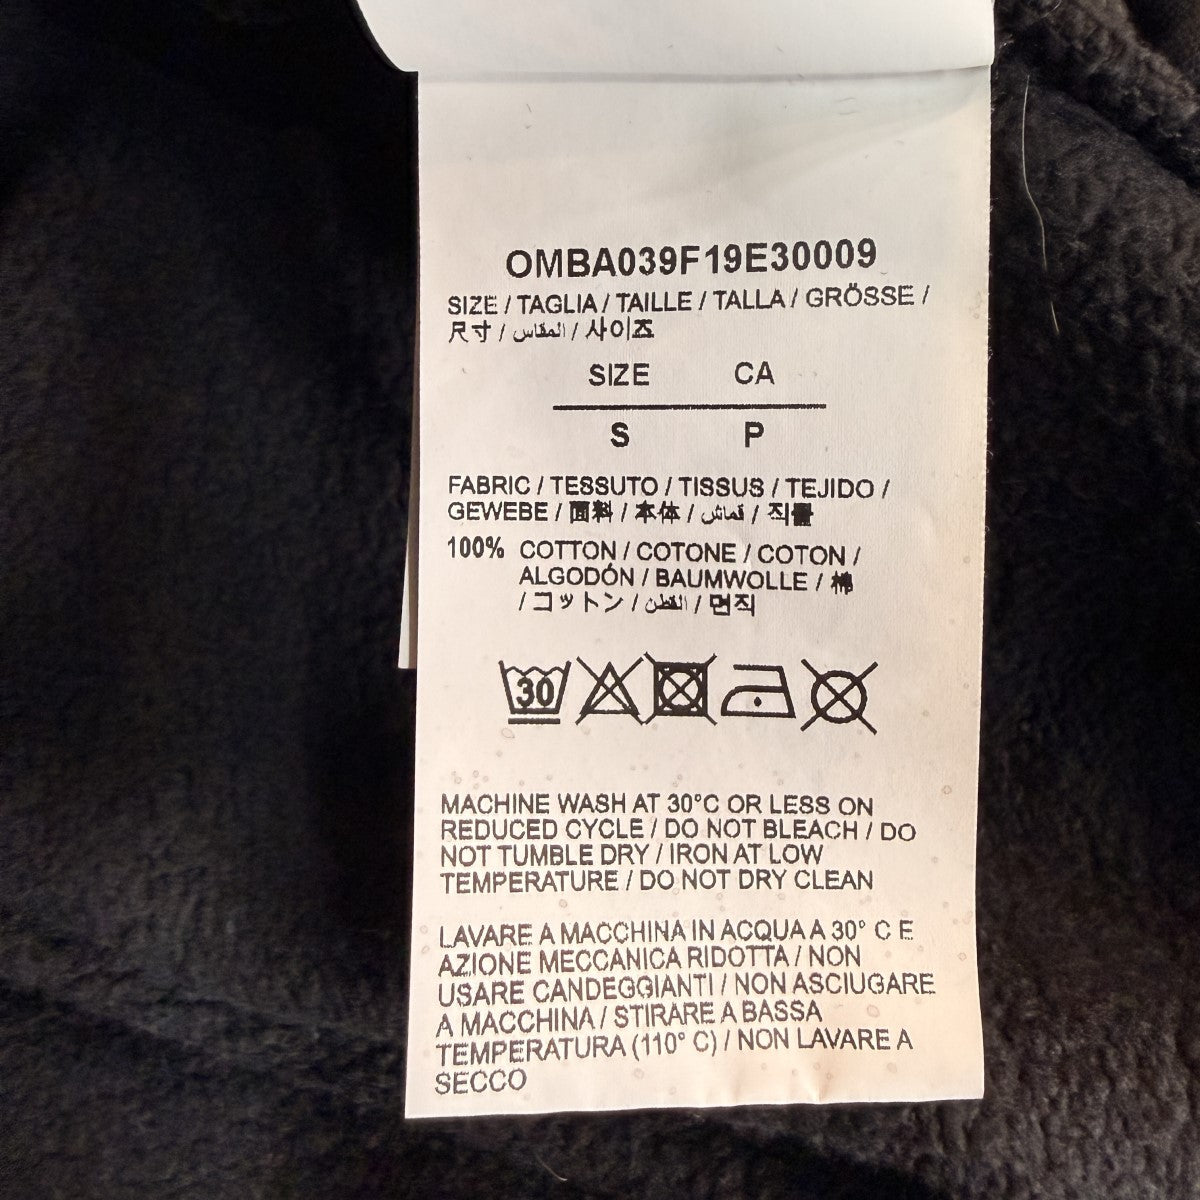 OMBA039F19E30009
SIZE / TAGLIA / TAILLE / TALLA / GRÖSSE /
尺寸 / المقاس / 사이즈
SIZE CA
S P
FABRIC / TESSUTO / TISSUS / TEJIDO /
GEWEBE / 面料 / 本体 / قماش / 직물
100% COTTON / COTONE / COTON /
ALGODÓN / BAUMWOLLE / 棉
/ コットン / القطن / 면직
30
MACHINE WASH AT 30°C OR LESS ON
REDUCED CYCLE / DO NOT BLEACH / DO
NOT TUMBLE DRY / IRON AT LOW
TEMPERATURE / DO NOT DRY CLEAN
LAVARE A MACCHINA IN ACQUA A 30° C E
AZIONE MECCANICA RIDOTTA / NON
USARE CANDEGGIANTI / NON ASCIUGARE
A MACCHINA / STIRARE A BASSA
TEMPERATURA (110° C) / NON LAVARE A
SECCO